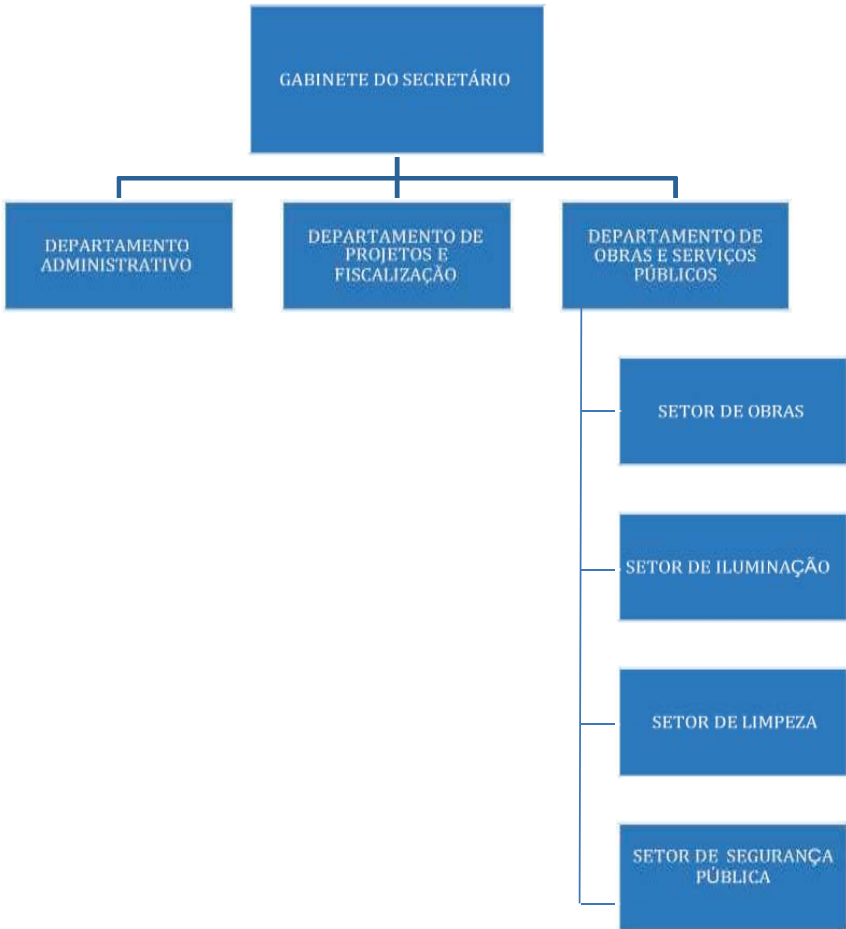 GABINETE DO SECRETÁRIO
DEPARTAMENTO
ADMINISTRATIVO
DEPARTAMENTO DE
PROJETOS E
FISCALIZAÇÃO
DEPARTAMENTO DE
OBRAS E SERVIÇOS
PÚBLICOS
SETOR DE OBRAS
SETOR DE ILUMINAÇÃO
SETOR DE LIMPEZA
SETOR DE SEGURANÇA
PÚBLICA